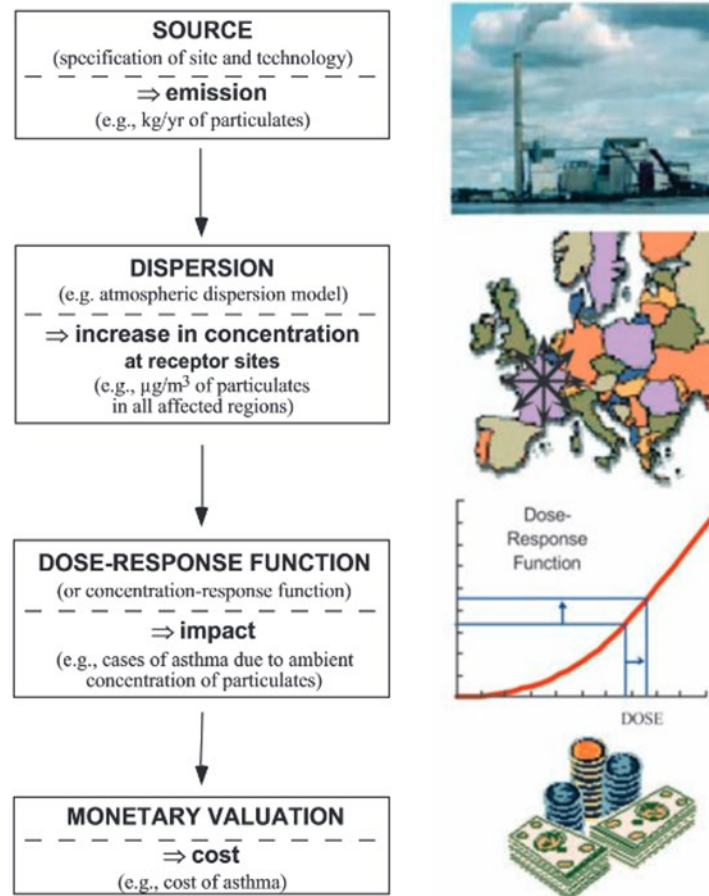 SOURCE
(specification of site and technology)
⇒ emission
(e.g., kg/yr of particulates)
DISPERSION
(e.g. atmospheric dispersion model)
⇒ increase in concentration
at receptor sites
(e.g., µg/m³ of particulates
in all affected regions)
DOSE-RESPONSE FUNCTION
(or concentration-response function)
⇒ impact
(e.g., cases of asthma due to ambient
concentration of particulates)
MONETARY VALUATION
⇒ cost
(e.g., cost of asthma)
Dose-
Response
Function
DOSE